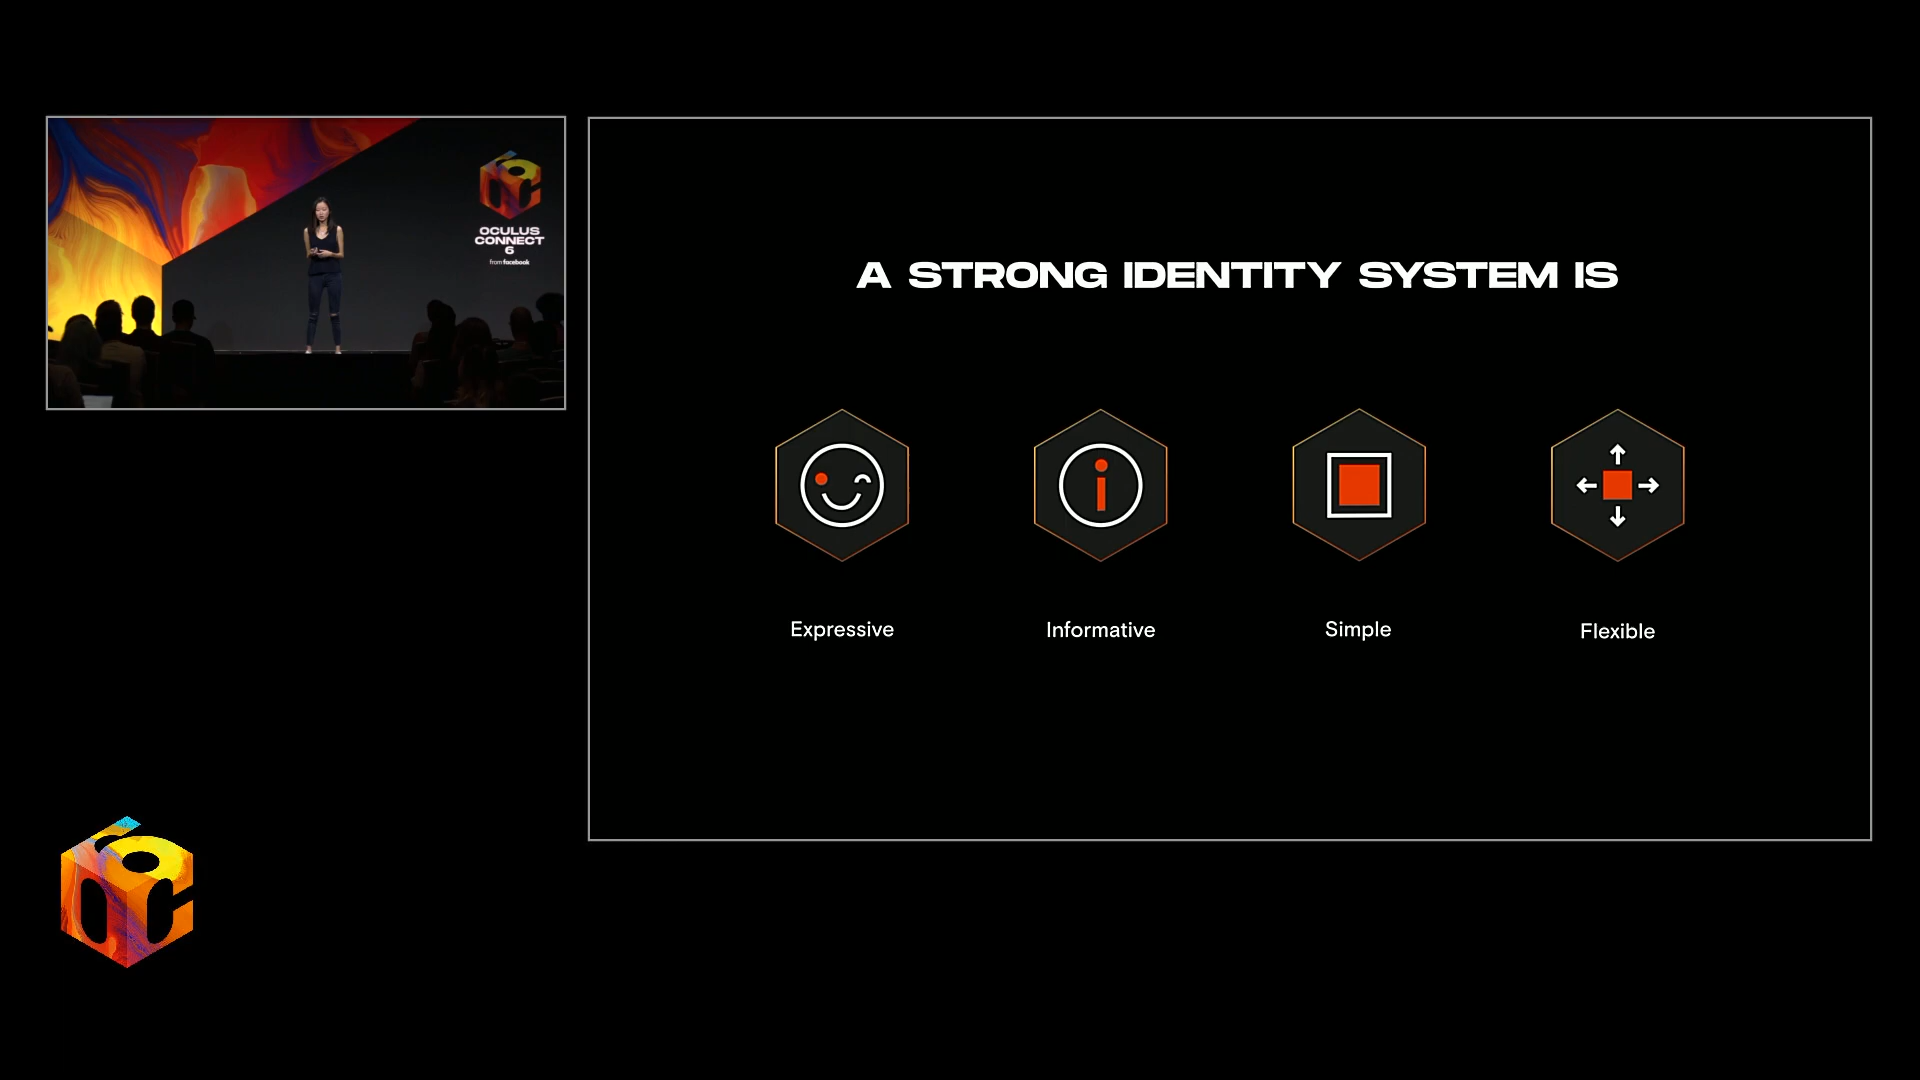 OCULUS
CONNECT
6
from facebook
A STRONG IDENTITY SYSTEM IS
Expressive
Informative
Simple
Flexible